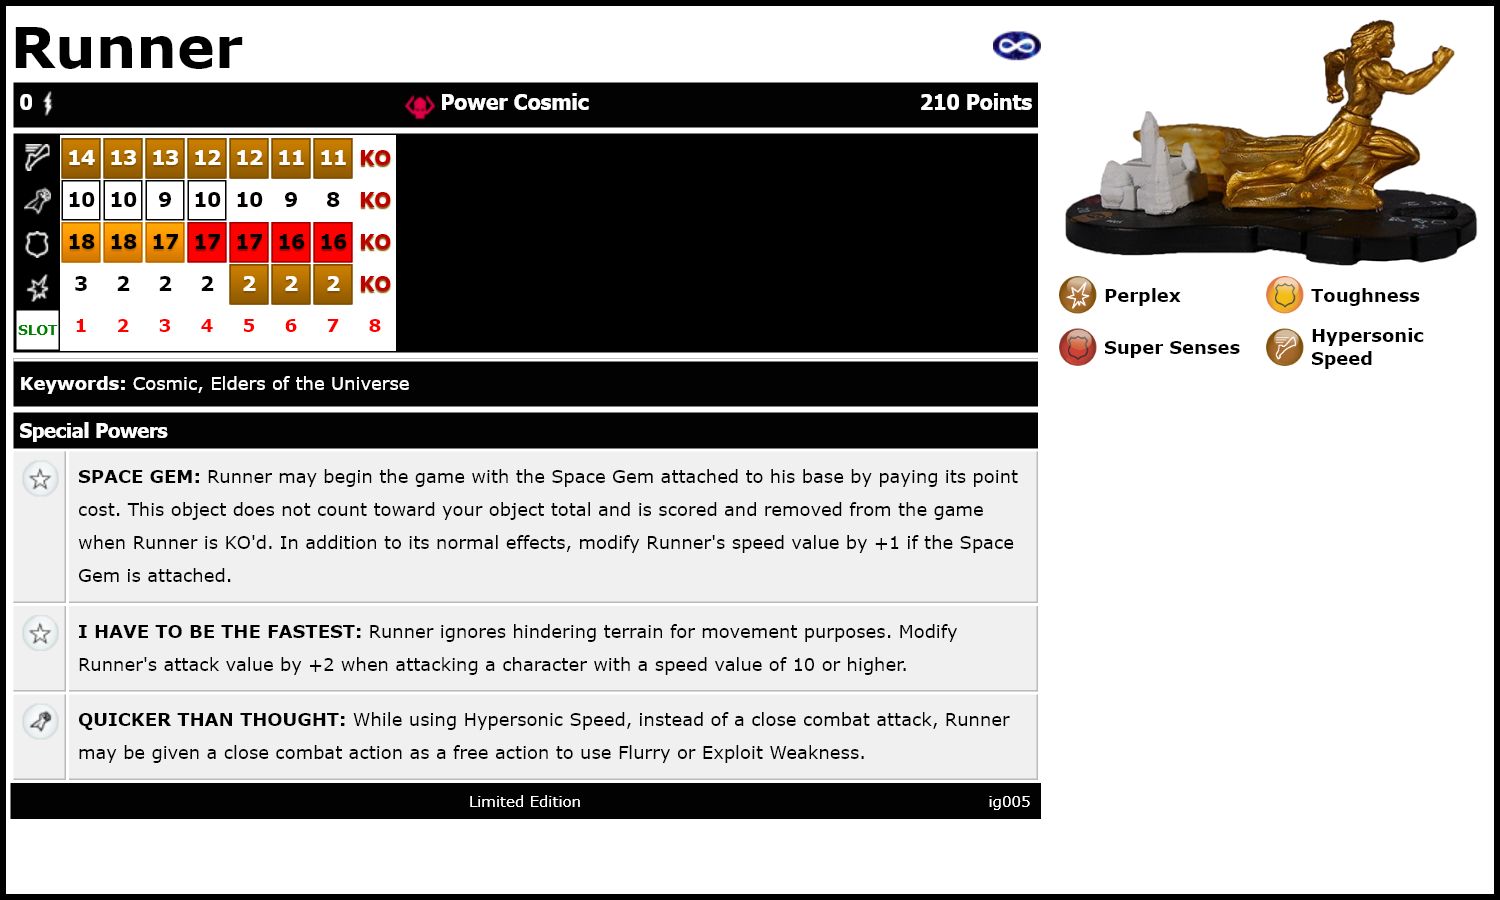 Runner
0 Power Cosmic 210 Points
14 13 13 12 12 11 11 KO
10 10 9 10 10 9 8 KO
18 18 17 17 17 16 16 KO
3 2 2 2 2 2 2 KO
SLOT 1 2 3 4 5 6 7 8
Perplex Toughness
Super Senses Hypersonic
Speed
Keywords: Cosmic, Elders of the Universe
Special Powers
SPACE GEM: Runner may begin the game with the Space Gem attached to his base by paying its point
cost. This object does not count toward your object total and is scored and removed from the game
when Runner is KO'd. In addition to its normal effects, modify Runner's speed value by +1 if the Space
Gem is attached.
I HAVE TO BE THE FASTEST: Runner ignores hindering terrain for movement purposes. Modify
Runner's attack value by +2 when attacking a character with a speed value of 10 or higher.
QUICKER THAN THOUGHT: While using Hypersonic Speed, instead of a close combat attack, Runner
may be given a close combat action as a free action to use Flurry or Exploit Weakness.
Limited Edition ig005